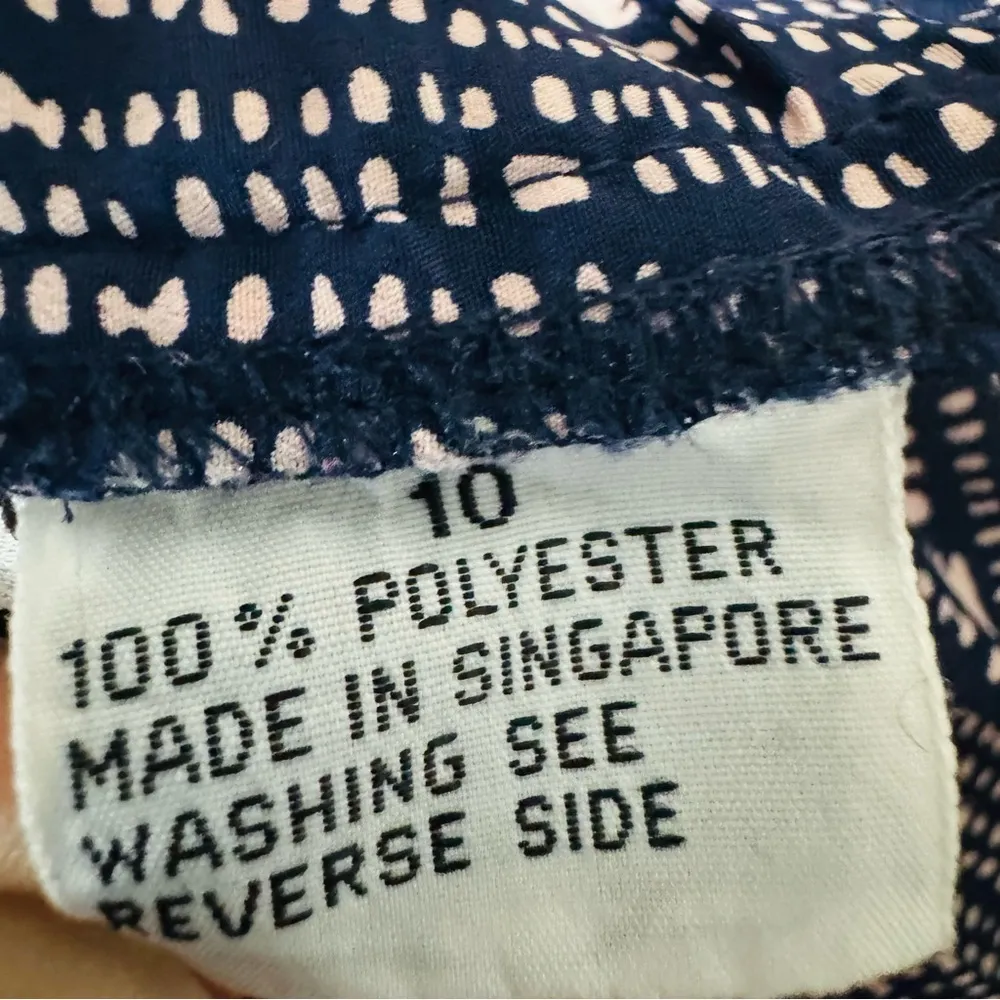 10
100% POLYESTER
MADE IN SINGAPORE
WASHING SEE
REVERSE SIDE